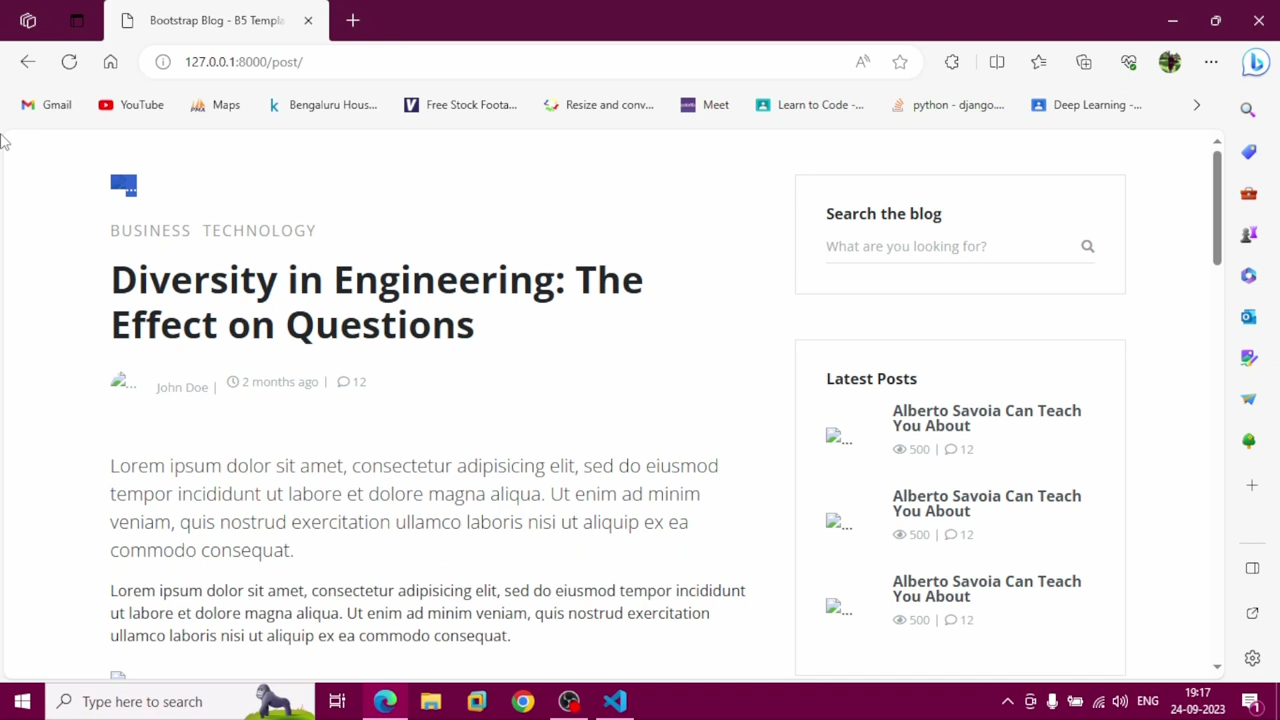 Bootstrap Blog - B5 Templa
127.0.0.1:8000/post/
Gmail
YouTube
Maps
Bengaluru Hous...
Free Stock Foota...
Resize and conv...
Meet
Learn to Code -...
python - django....
Deep Learning -...
...
BUSINESS TECHNOLOGY
Diversity in Engineering: The
Effect on Questions
...
John Doe |
2 months ago |
12
Lorem ipsum dolor sit amet, consectetur adipisicing elit, sed do eiusmod
tempor incididunt ut labore et dolore magna aliqua. Ut enim ad minim
veniam, quis nostrud exercitation ullamco laboris nisi ut aliquip ex ea
commodo consequat.
Lorem ipsum dolor sit amet, consectetur adipisicing elit, sed do eiusmod tempor incididunt
ut labore et dolore magna aliqua. Ut enim ad minim veniam, quis nostrud exercitation
ullamco laboris nisi ut aliquip ex ea commodo consequat.
Search the blog
What are you looking for?
Latest Posts
...
Alberto Savoia Can Teach
You About
500 | 12
...
Alberto Savoia Can Teach
You About
500 | 12
...
Alberto Savoia Can Teach
You About
500 | 12
Type here to search
ENG
19:17
24-09-2023
1